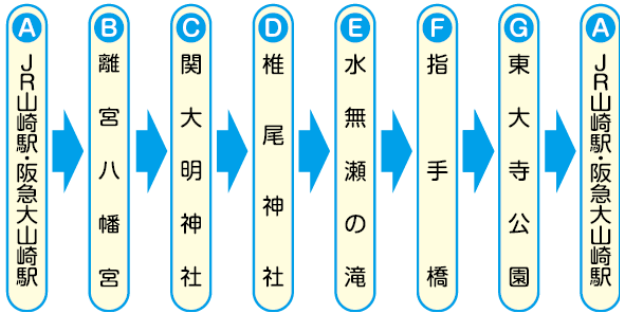 A
JR山崎駅・阪急大山崎駅
B
離宮八幡宮
C
関大明神社
D
椎尾神社
E
水無瀬の滝
F
指手橋
G
東大寺公園
A
JR山崎駅・阪急大山崎駅